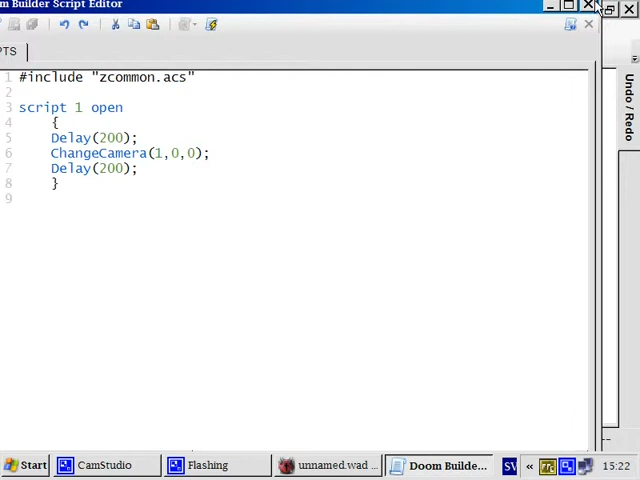 om Builder Script Editor
PTS
1 #include "zcommon.acs"
2
3 script 1 open
4 {
5 Delay(200);
6 ChangeCamera(1,0,0);
7 Delay(200);
8 }
9
Undo / Redo
Start
CamStudio
Flashing
unnamed.wad ...
Doom Builde...
SV
«
15:22